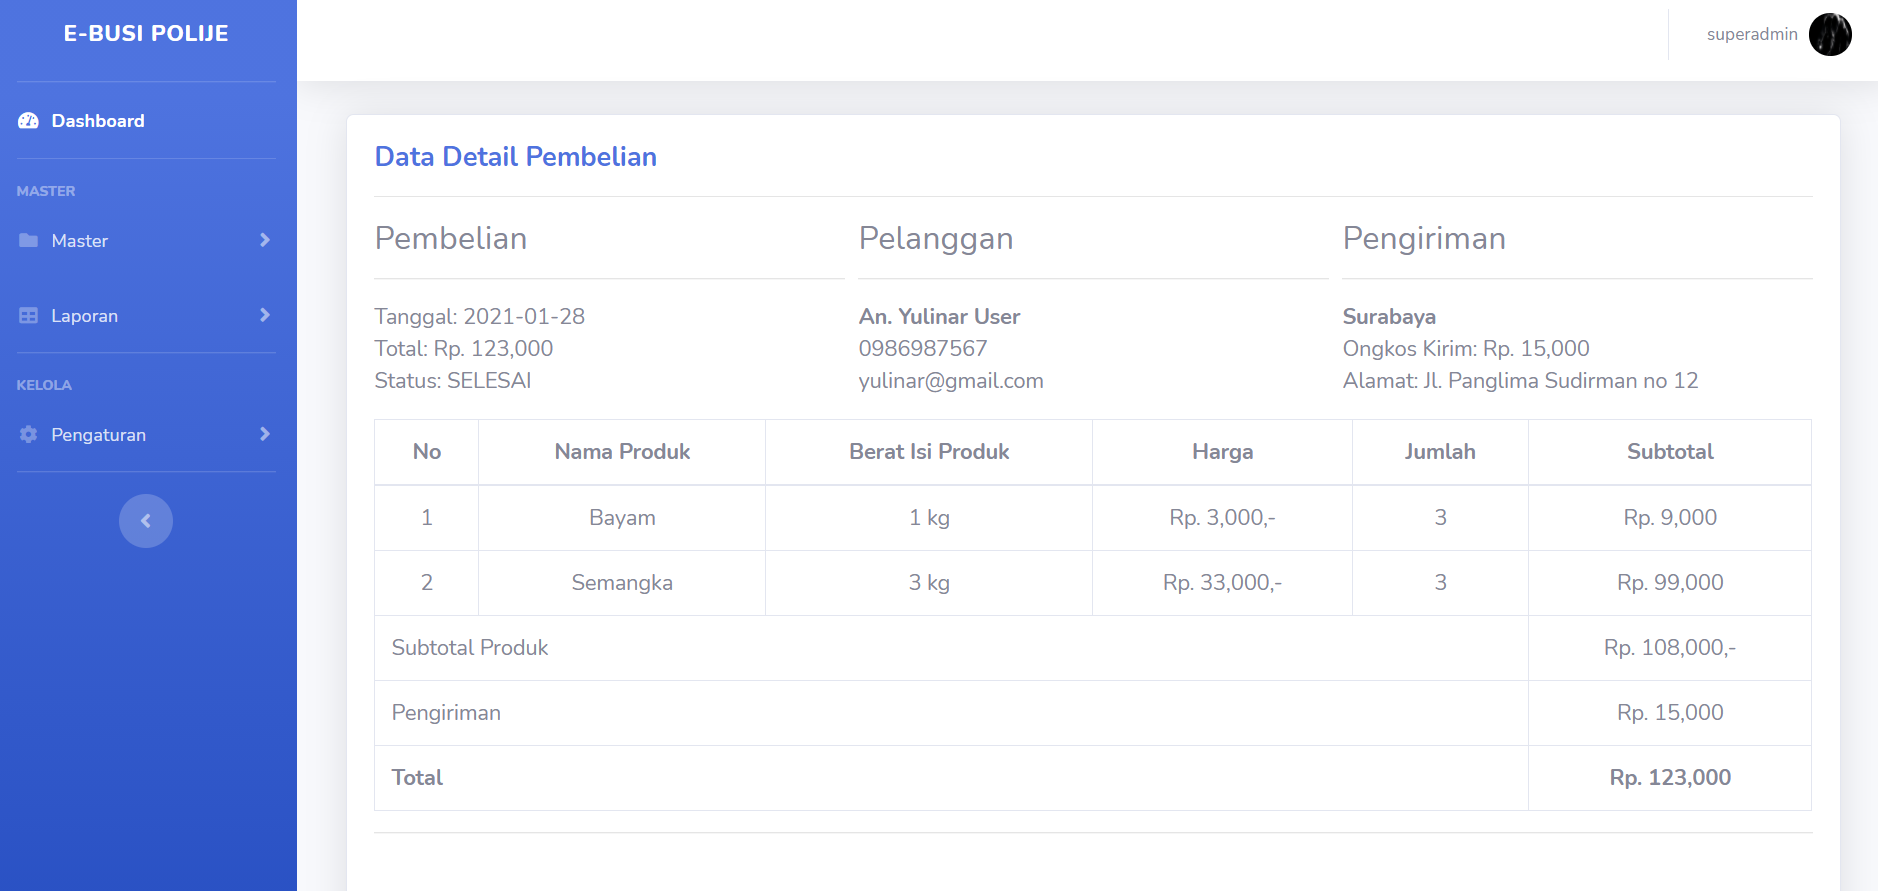 E-BUSI POLIJE
superadmin
Dashboard
MASTER
Master
Laporan
KELOLA
Pengaturan
Data Detail Pembelian
Pembelian
Tanggal: 2021-01-28
Total: Rp. 123,000
Status: SELESAI
Pelanggan
An. Yulinar User
0986987567
yulinar@gmail.com
Pengiriman
Surabaya
Ongkos Kirim: Rp. 15,000
Alamat: Jl. Panglima Sudirman no 12
No Nama Produk Berat Isi Produk Harga Jumlah Subtotal
1 Bayam 1 kg Rp. 3,000,- 3 Rp. 9,000
2 Semangka 3 kg Rp. 33,000,- 3 Rp. 99,000
Subtotal Produk Rp. 108,000,-
Pengiriman Rp. 15,000
Total Rp. 123,000